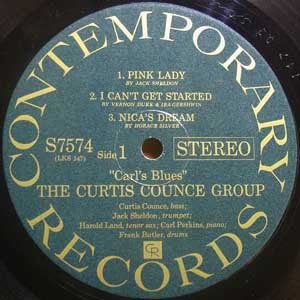 CONTEMPORARY
1. PINK LADY
BY JACK SHELDON
2. I CAN'T GET STARTED
BY VERNON DUKE & IRA GERSHWIN
3. NICA'S DREAM
BY HORACE SILVER
S7574 Side 1 STEREO
(LKS 147)
"Carl's Blues"
THE CURTIS COUNCE GROUP
Curtis Counce, bass;
Jack Sheldon, trumpet;
Harold Land, tenor sax; Carl Perkins, piano;
Frank Butler, drums
CR
RECORDS